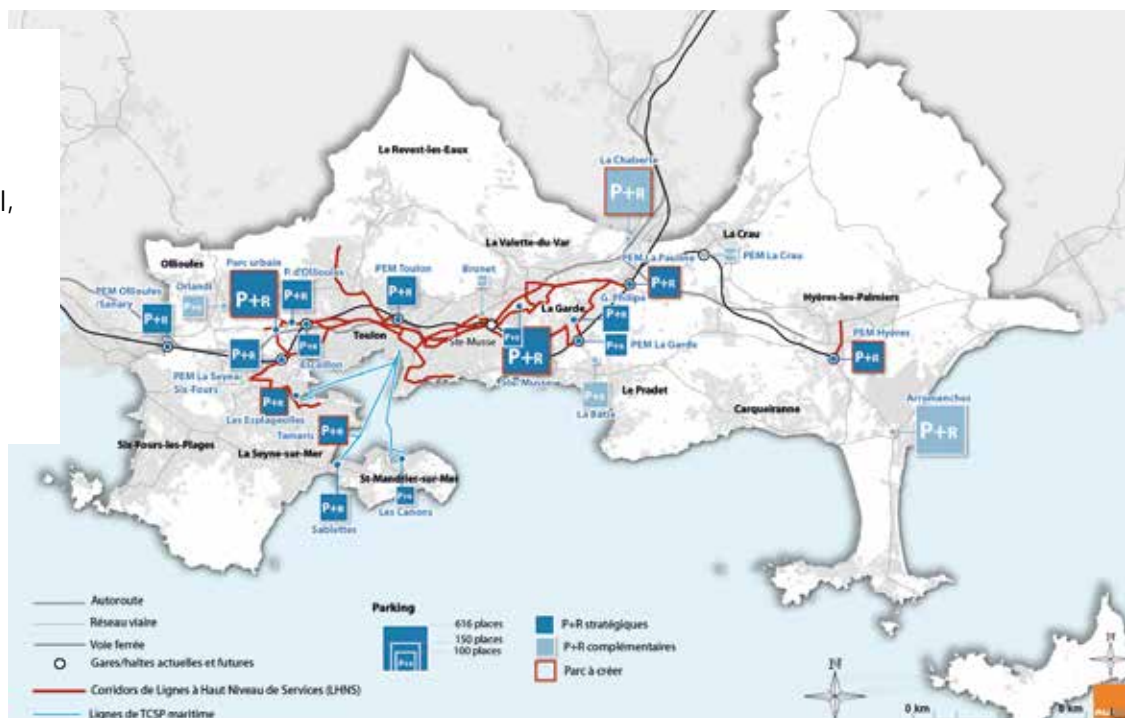 l,
Le Revest-les-Eaux
La Chaberte
P+R
La Valette-du-Var
La Crau
PEM La Crau
Ollioules
Parc urbain
P+R
P. d'Ollioules
P+R
PEM Toulon
P+R
Brunet
PEM La Pauline
P+R
Orlandi
P+R
PEM Ollioules
/Sanary
P+R
La Garde
G. Philipe
P+R
Hyères-les-Palmiers
Toulon
Ste-Musse
P+R
P+R
PEM La Garde
P+R
PEM Hyères
P+R
P+R
Escaillon
P+R
PEM La Seyne
Six-Fours
Ste-Musse
Le Pradet
P+R
La Bâtie
Carqueiranne
Arromanches
P+R
P+R
Les Esplageolles
Tamaris
P+R
Six-Fours-les-Plages
La Seyne-sur-Mer
St-Mandrier-sur-Mer
P+R
Les Canons
P+R
Sablettes
Autoroute
Réseau viaire
Voie ferrée
Gares/haltes actuelles et futures
Corridors de Lignes à Haut Niveau de Services (LHNS)
Lignes de TCSP maritime
Parking
616 places
150 places
100 places
P+R
P+R stratégiques
P+R complémentaires
Parc à créer
N
N
0 km